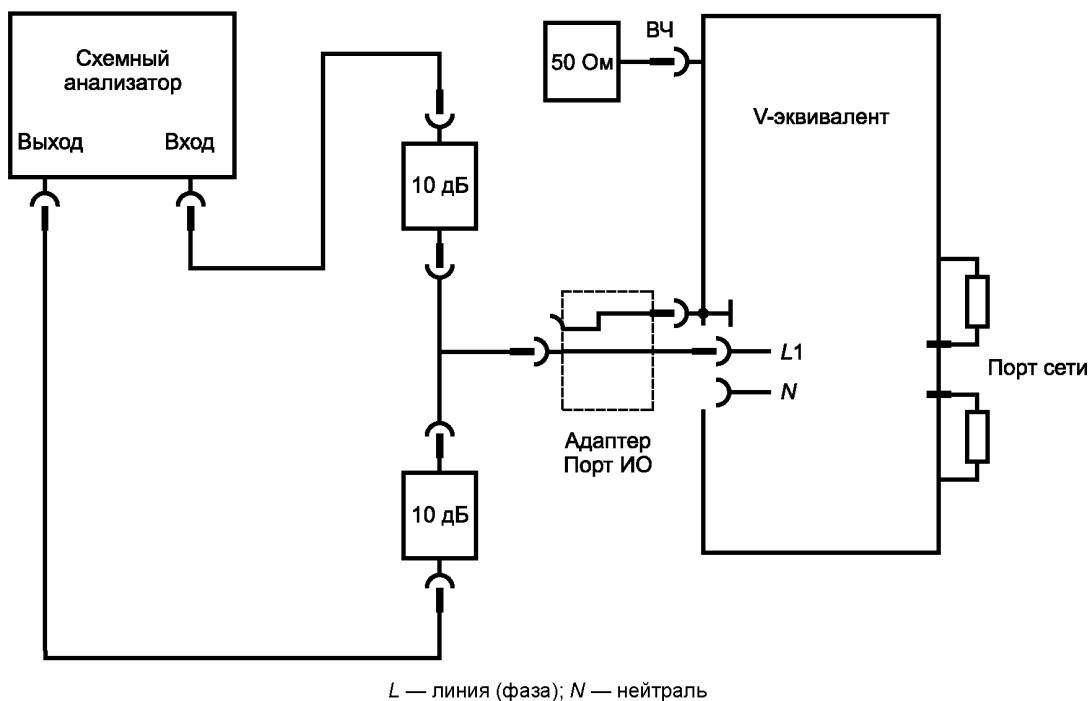 Схемный
анализатор
Выход
Вход
10 дБ
50 Ом
ВЧ
V-эквивалент
L1
N
Адаптер
Порт ИО
Порт сети
10 дБ
L — линия (фаза); N — нейтраль